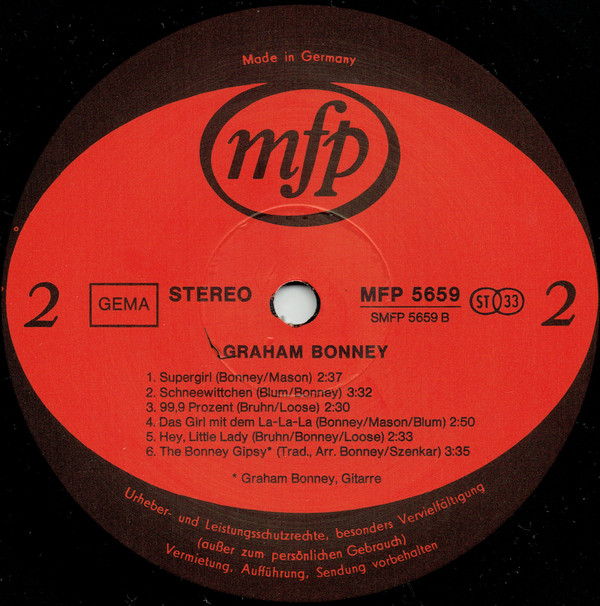 Made in Germany
mfp
2
GEMA
STEREO
MFP 5659
ST 33
SMFP 5659 B
2
GRAHAM BONNEY
1. Supergirl (Bonney/Mason) 2:37
2. Schneewittchen (Blum/Bonney) 3:32
3. 99,9 Prozent (Bruhn/Loose) 2:30
4. Das Girl mit dem La-La-La (Bonney/Mason/Blum) 2:50
5. Hey, Little Lady (Bruhn/Bonney/Loose) 2:33
6. The Bonney Gipsy* (Trad., Arr. Bonney/Szenkar) 3:35
* Graham Bonney, Gitarre
Urheber- und Leistungsschutzrechte, besonders Vervielfältigung
(außer zum persönlichen Gebrauch)
Vermietung, Aufführung, Sendung vorbehalten